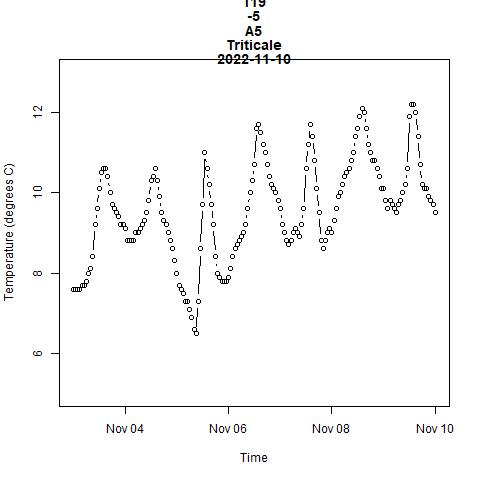 T19
-5
A5
Triticale
2022-11-10
12
10
8
6
Temperature (degrees C)
Nov 04
Nov 06
Nov 08
Nov 10
Time